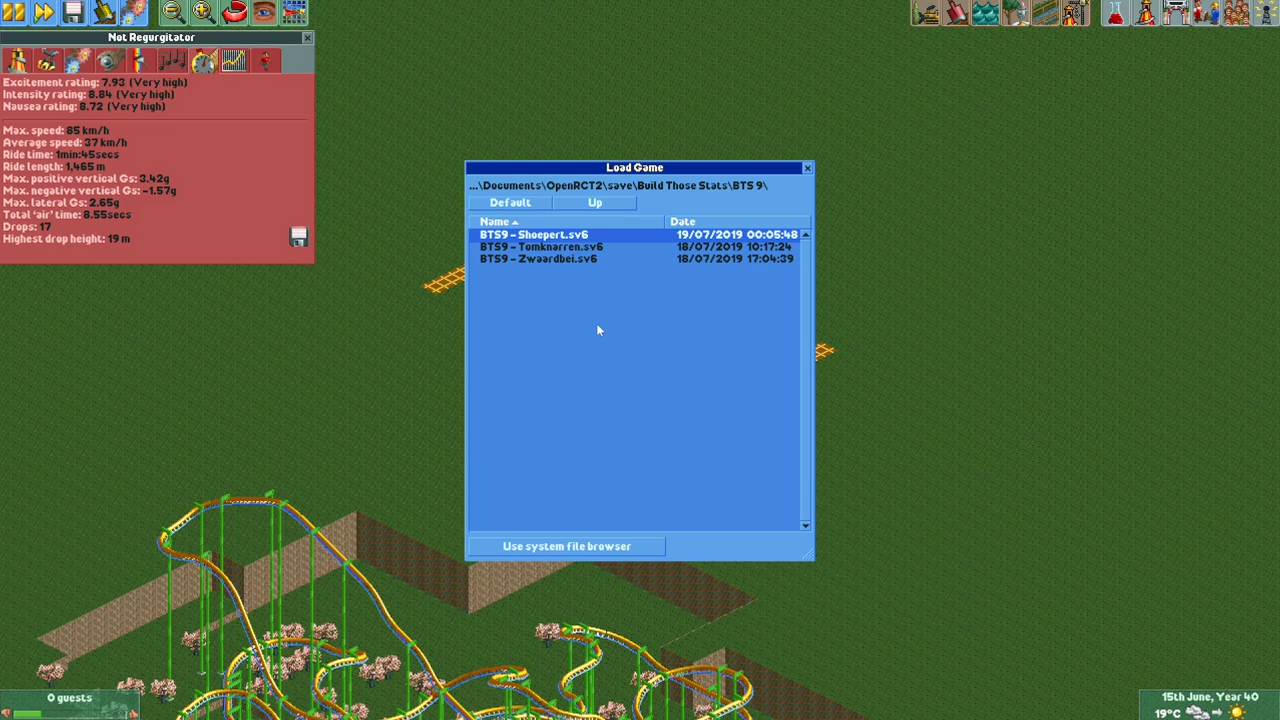 Not Regurgitator
Excitement rating: 7.93 (Very high)
Intensity rating: 8.84 (Very high)
Nausea rating: 8.72 (Very high)
Max. speed: 85 km/h
Average speed: 37 km/h
Ride time: 1min:45secs
Ride length: 1,465 m
Max. positive vertical Gs: 3.42g
Max. negative vertical Gs: -1.57g
Max. lateral Gs: 2.65g
Total 'air' time: 8.55secs
Drops: 17
Highest drop height: 19 m
Load Game
...\Documents\OpenRCT2\save\Build Those Stats\BTS 9\
Default Up
Name Date
BTS9 - Shoepert.sv6 19/07/2019 00:05:48
BTS9 - Tomknarren.sv6 18/07/2019 10:17:24
BTS9 - Zwaardbei.sv6 18/07/2019 17:04:39
Use system file browser
0 guests
15th June, Year 40
19°C